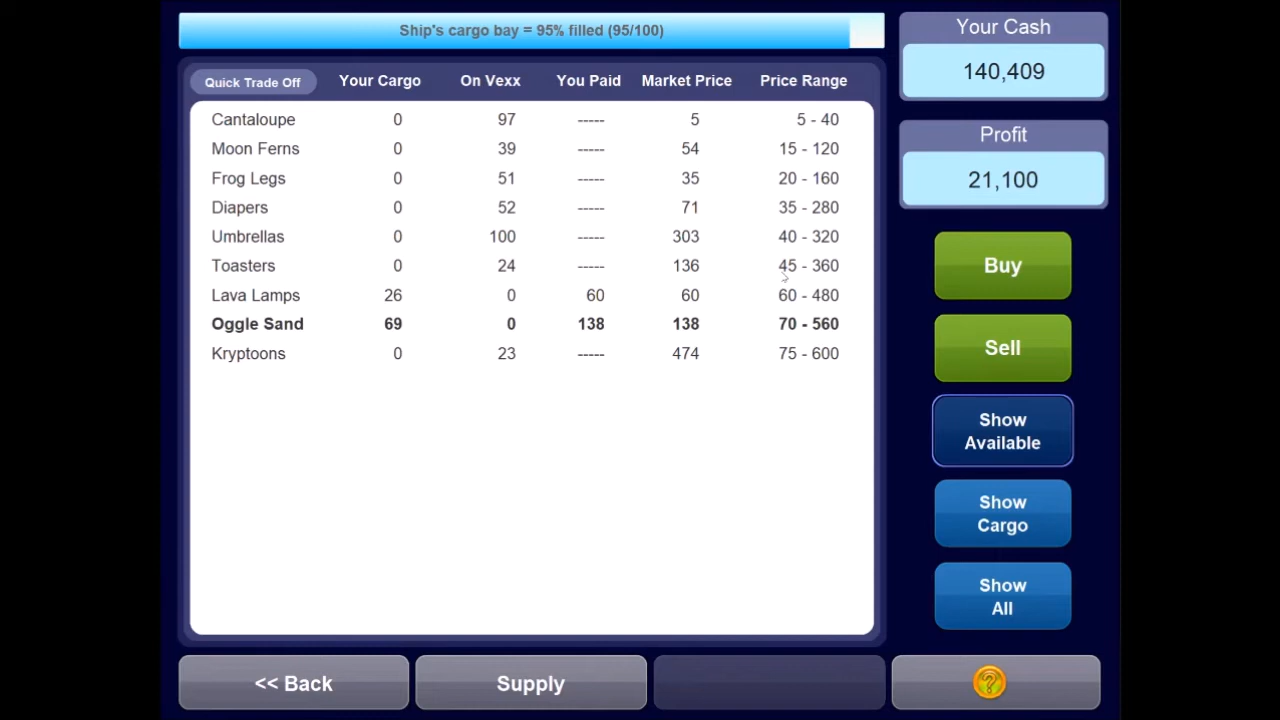 Ship's cargo bay = 95% filled (95/100)
Your Cash
140,409
Quick Trade Off Your Cargo On Vexx You Paid Market Price Price Range
Cantaloupe 0 97 ----- 5 5 - 40
Moon Ferns 0 39 ----- 54 15 - 120
Frog Legs 0 51 ----- 35 20 - 160
Diapers 0 52 ----- 71 35 - 280
Umbrellas 0 100 ----- 303 40 - 320
Toasters 0 24 ----- 136 45 - 360
Lava Lamps 26 0 60 60 60 - 480
Oggle Sand 69 0 138 138 70 - 560
Kryptoons 0 23 ----- 474 75 - 600
Profit
21,100
Buy
Sell
Show
Available
Show
Cargo
Show
All
<< Back
Supply
?